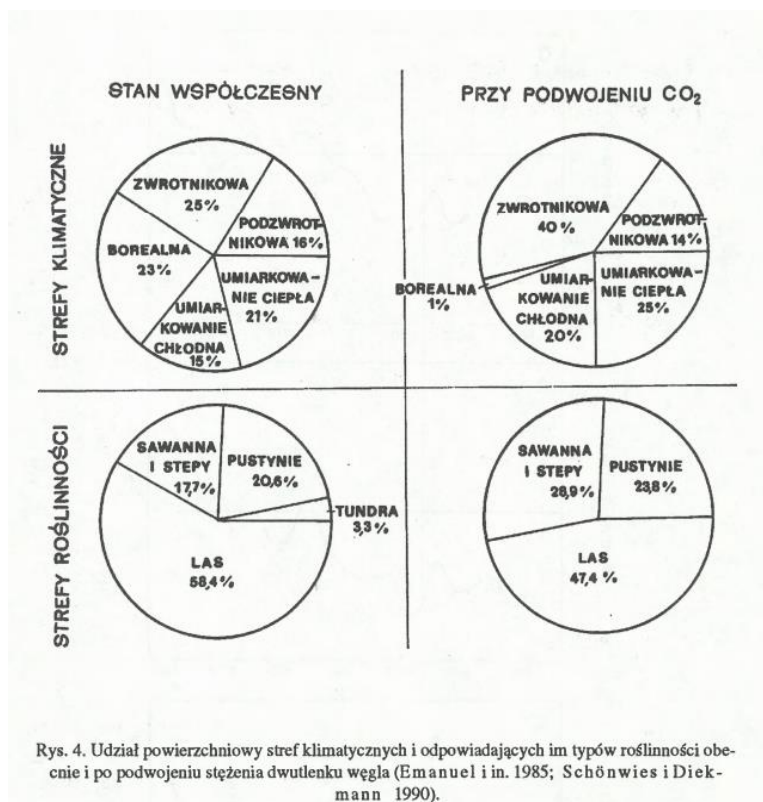 STAN WSPÓŁCZESNY
PRZY PODWOJENIU CO₂
STREFY KLIMATYCZNE
ZWROTNIKOWA
25%
PODZWROT-
NIKOWA 16%
BOREALNA
23%
UMIARKOWA-
NIE CIEPŁA
21%
UMIAR-
KOWANIE
CHŁODNA
15%
ZWROTNIKOWA
40%
PODZWROT-
NIKOWA 14%
BOREALNA
1%
UMIAR-
KOWANIE
CHŁODNA
20%
UMIARKOWA-
NIE CIEPŁA
25%
STREFY ROŚLINNOŚCI
SAWANNA
I STEPY
17,7%
PUSTYNIE
20,6%
TUNDRA
3,3%
LAS
58,4%
SAWANNA
I STEPY
28,9%
PUSTYNIE
23,8%
LAS
47,4 %
Rys. 4. Udział powierzchniowy stref klimatycznych i odpowiadających im typów roślinności obe-
cnie i po podwojeniu stężenia dwutlenku węgla (Emanuel i in. 1985; Schönwies i Diek-
mann 1990).